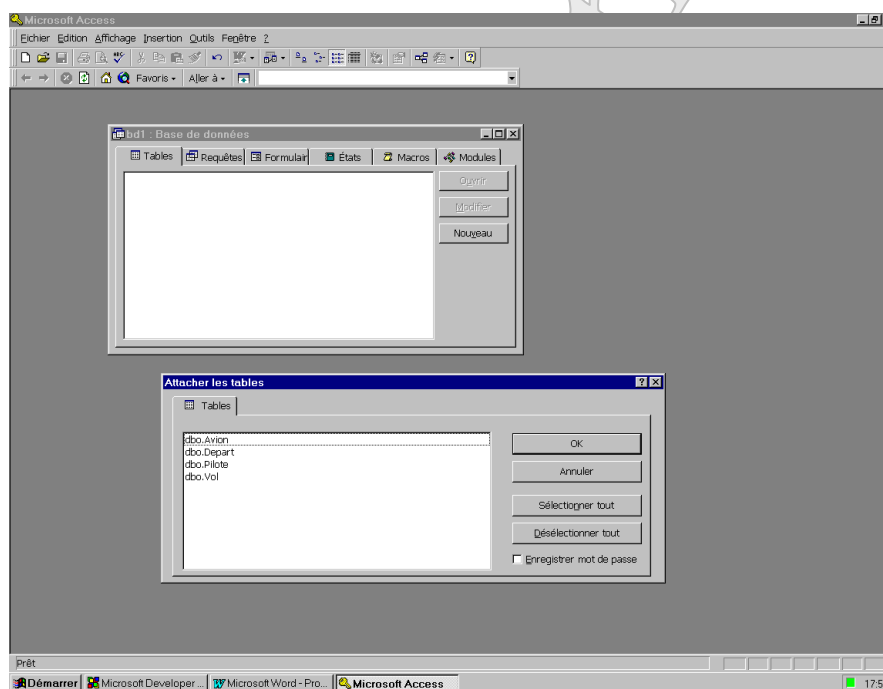 Microsoft Access
Fichier Edition Affichage Insertion Outils Fenêtre ?
Favoris Aller à
bd1 : Base de données
Tables Requêtes Formulair États Macros Modules
Ouvrir
Modifier
Nouveau
Attacher les tables
Tables
dbo.Avion
dbo.Depart
dbo.Pilote
dbo.Vol
OK
Annuler
Sélectionner tout
Désélectionner tout
Enregistrer mot de passe
Prêt
Démarrer Microsoft Developer ... Microsoft Word - Pro... Microsoft Access 17:5